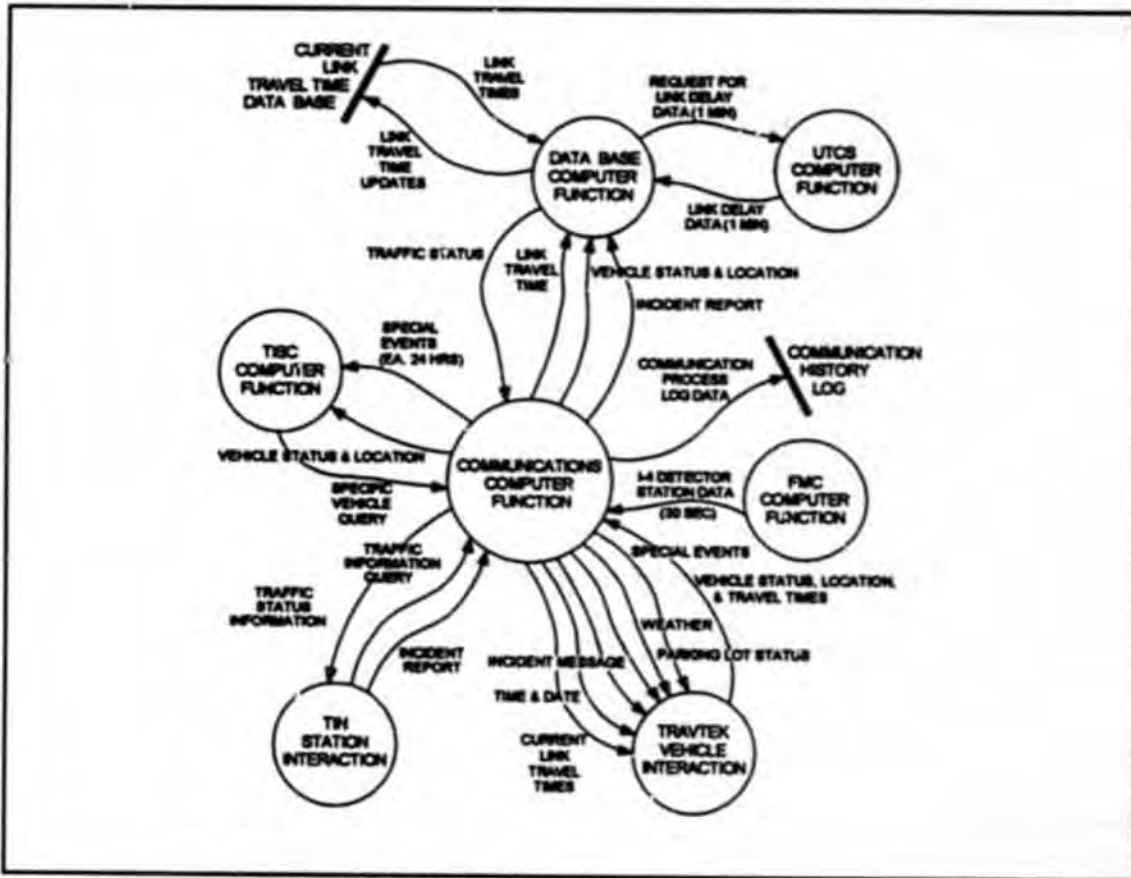 CURRENT
LINK
TRAVEL TIME
DATA BASE
LINK
TRAVEL
TIMES
LINK
TRAVEL
TIME
UPDATES
REQUEST FOR
LINK DELAY
DATA (1 MIN)
DATA BASE
COMPUTER
FUNCTION
UTCS
COMPUTER
FUNCTION
LINK DELAY
DATA (1 MIN)
TRAFFIC STATUS
LINK
TRAVEL
TIME
VEHICLE STATUS & LOCATION
INCIDENT REPORT
SPECIAL
EVENTS
(EA. 24 HRS)
TISC
COMPUTER
FUNCTION
COMMUNICATION
PROCESS
LOG DATA
COMMUNICATION
HISTORY
LOG
VEHICLE STATUS & LOCATION
SPECIFIC
VEHICLE
QUERY
COMMUNICATIONS
COMPUTER
FUNCTION
I-4 DETECTOR
STATION DATA
(30 SEC)
FMC
COMPUTER
FUNCTION
TRAFFIC
INFORMATION
QUERY
SPECIAL EVENTS
VEHICLE STATUS, LOCATION,
& TRAVEL TIMES
TRAFFIC
STATUS
INFORMATION
WEATHER
PARKING LOT STATUS
INCIDENT
REPORT
INCIDENT MESSAGE
TIME & DATE
CURRENT
LINK
TRAVEL
TIMES
TIN
STATION
INTERACTION
TRAVTEK
VEHICLE
INTERACTION